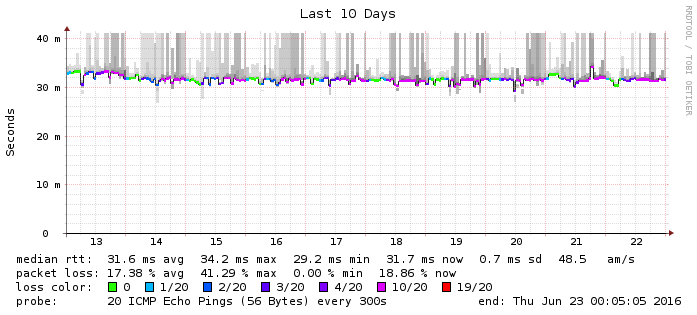 Last 10 Days
RRDTOOL / TOBI OETIKER
Seconds
40 m
30 m
20 m
10 m
0
13 14 15 16 17 18 19 20 21 22
median rtt: 31.6 ms avg 34.2 ms max 29.2 ms min 31.7 ms now 0.7 ms sd 48.5 am/s
packet loss: 17.38 % avg 41.29 % max 0.00 % min 18.86 % now
loss color: 0 1/20 2/20 3/20 4/20 10/20 19/20
probe: 20 ICMP Echo Pings (56 Bytes) every 300s end: Thu Jun 23 00:05:05 2016